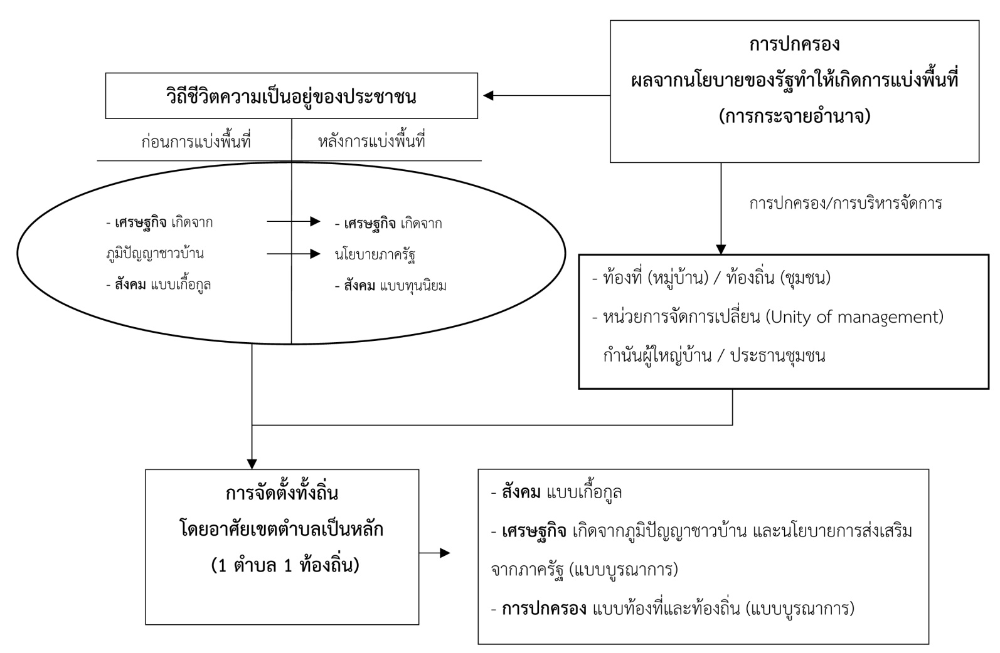 การปกครอง
ผลจากนโยบายของรัฐทำให้เกิดการแบ่งพื้นที่
(การกระจายอำนาจ)
วิถีชีวิตความเป็นอยู่ของประชาชน
ก่อนการแบ่งพื้นที่
หลังการแบ่งพื้นที่
- เศรษฐกิจ เกิดจาก
ภูมิปัญญาชาวบ้าน
- สังคม แบบเกื้อกูล
- เศรษฐกิจ เกิดจาก
นโยบายภาครัฐ
- สังคม แบบทุนนิยม
การปกครอง/การบริหารจัดการ
- ท้องที่ (หมู่บ้าน) / ท้องถิ่น (ชุมชน)
- หน่วยการจัดการเปลี่ยน (Unity of management)
กำนันผู้ใหญ่บ้าน / ประธานชุมชน
การจัดตั้งทั้งถิ่น
โดยอาศัยเขตตำบลเป็นหลัก
(1 ตำบล 1 ท้องถิ่น)
- สังคม แบบเกื้อกูล
- เศรษฐกิจ เกิดจากภูมิปัญญาชาวบ้าน และนโยบายการส่งเสริม
จากภาครัฐ (แบบบูรณาการ)
- การปกครอง แบบท้องที่และท้องถิ่น (แบบบูรณาการ)